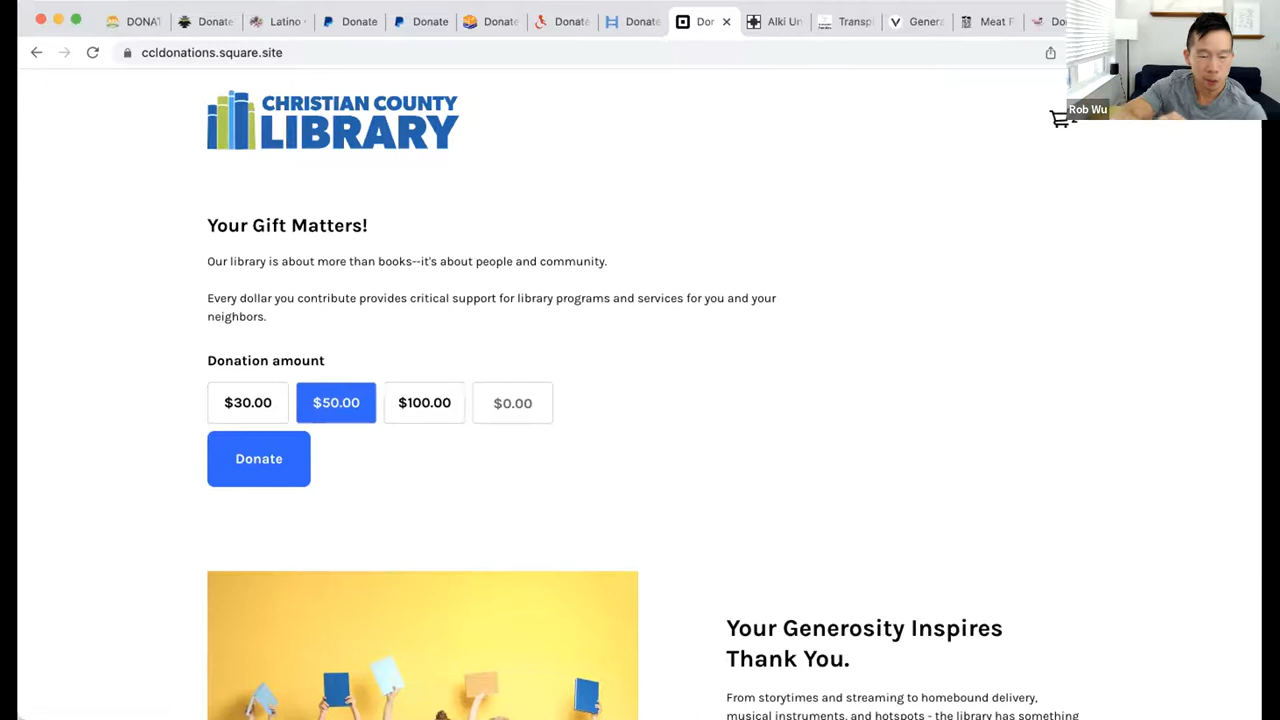 DONAT
Donate
Latino
Donate
Donate
Donate
Donate
Donate
Don
Alki Ur
Transpl
Genera
Meat F
Do
ccldonations.square.site
Rob Wu
CHRISTIAN COUNTY
LIBRARY
Your Gift Matters!
Our library is about more than books--it's about people and community.
Every dollar you contribute provides critical support for library programs and services for you and your
neighbors.
Donation amount
$30.00 $50.00 $100.00 $0.00
Donate
Your Generosity Inspires
Thank You.
From storytimes and streaming to homebound delivery,
musical instruments, and hotspots - the library has something